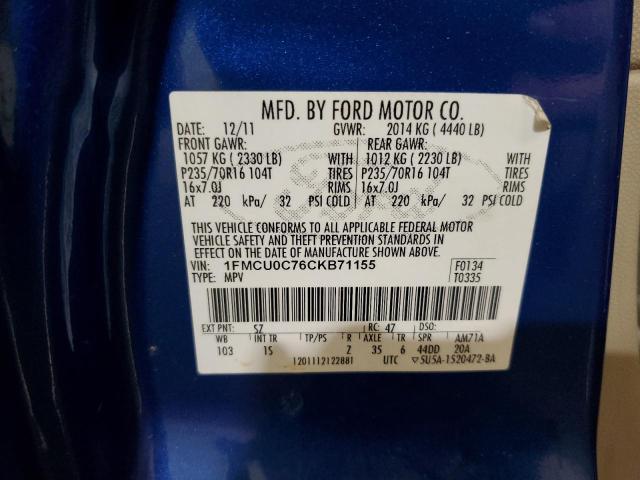 MFD. BY FORD MOTOR CO.
DATE: 12/11 GVWR: 2014 KG ( 4440 LB)
FRONT GAWR: REAR GAWR:
1057 KG ( 2330 LB) WITH 1012 KG ( 2230 LB) WITH
P235/70R16 104T TIRES P235/70R16 104T TIRES
16x7.0J RIMS 16x7.0J RIMS
AT 220 kPa/ 32 PSI COLD AT 220 kPa/ 32 PSI COLD
THIS VEHICLE CONFORMS TO ALL APPLICABLE FEDERAL MOTOR
VEHICLE SAFETY AND THEFT PREVENTION STANDARDS IN
EFFECT ON THE DATE OF MANUFACTURE SHOWN ABOVE.
VIN: 1FMCU0C76CKB71155 F0134
TYPE: MPV T0335
EXT PNT: SZ RC: 47 DSO:
WB INT TR TP/PS R AXLE TR SPR AM71A
103 1S Z 35 6 44DD 20A
1201112122881 UTC ▽5U5A-1520472-BA